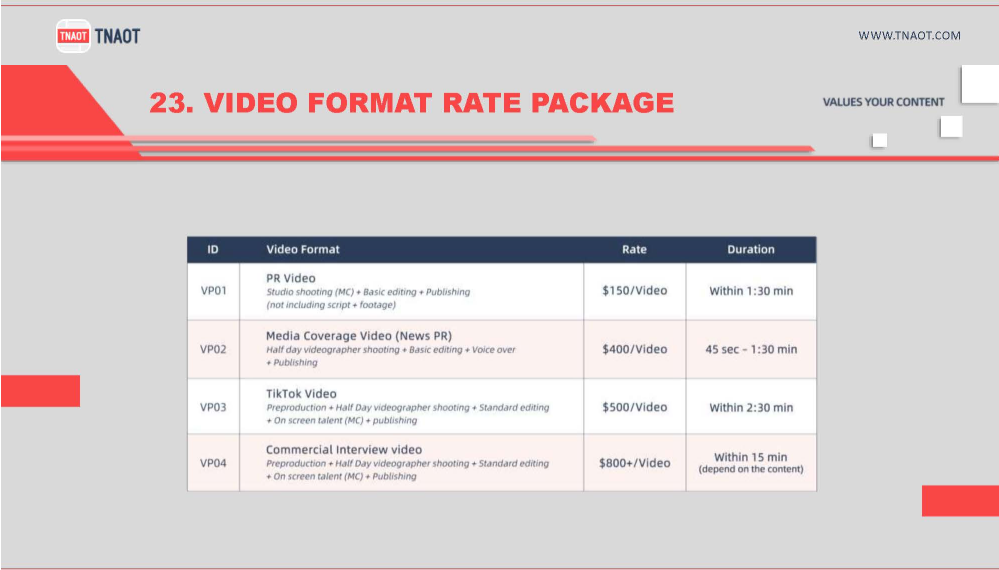 TNAOT TNAOT
WWW.TNAOT.COM
23. VIDEO FORMAT RATE PACKAGE
VALUES YOUR CONTENT
ID Video Format Rate Duration
VP01 PR Video $150/Video Within 1:30 min
Studio shooting (MC) + Basic editing + Publishing
(not including script + footage)
VP02 Media Coverage Video (News PR) $400/Video 45 sec – 1:30 min
Half day videographer shooting + Basic editing + Voice over
+ Publishing
VP03 TikTok Video $500/Video Within 2:30 min
Preproduction + Half Day videographer shooting + Standard editing
+ On screen talent (MC) + publishing
VP04 Commercial Interview video $800+/Video Within 15 min
Preproduction + Half Day videographer shooting + Standard editing (depend on the content)
+ On screen talent (MC) + Publishing